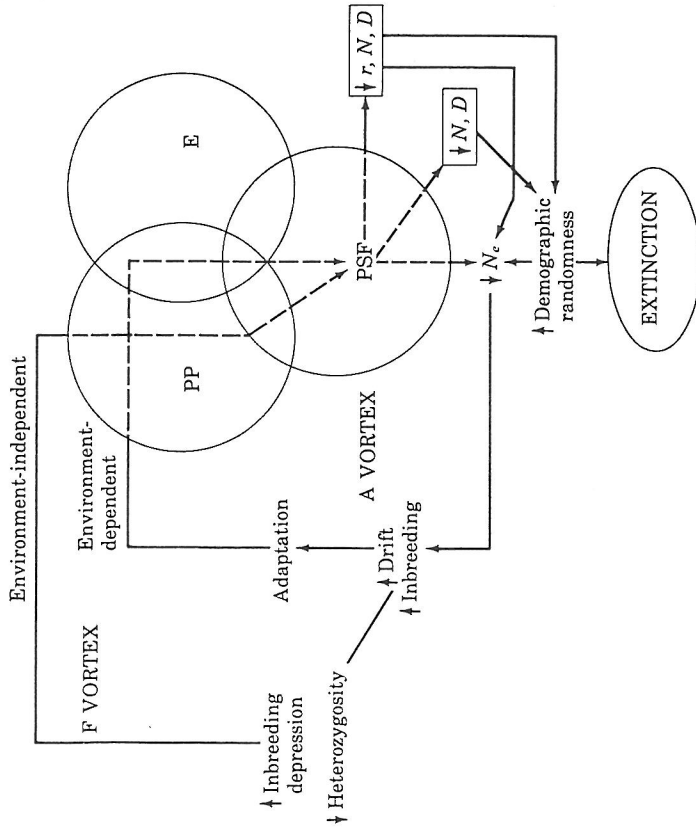 Environment-independent
F VORTEX
Environment-
dependent
PP
E
↑ Inbreeding
depression
Adaptation
A VORTEX
PSF
↓ r, N, D
↓ Heterozygosity
↑ Drift
↑ Inbreeding
↓ N, D
↓ Nₑ
↑ Demographic
randomness
EXTINCTION